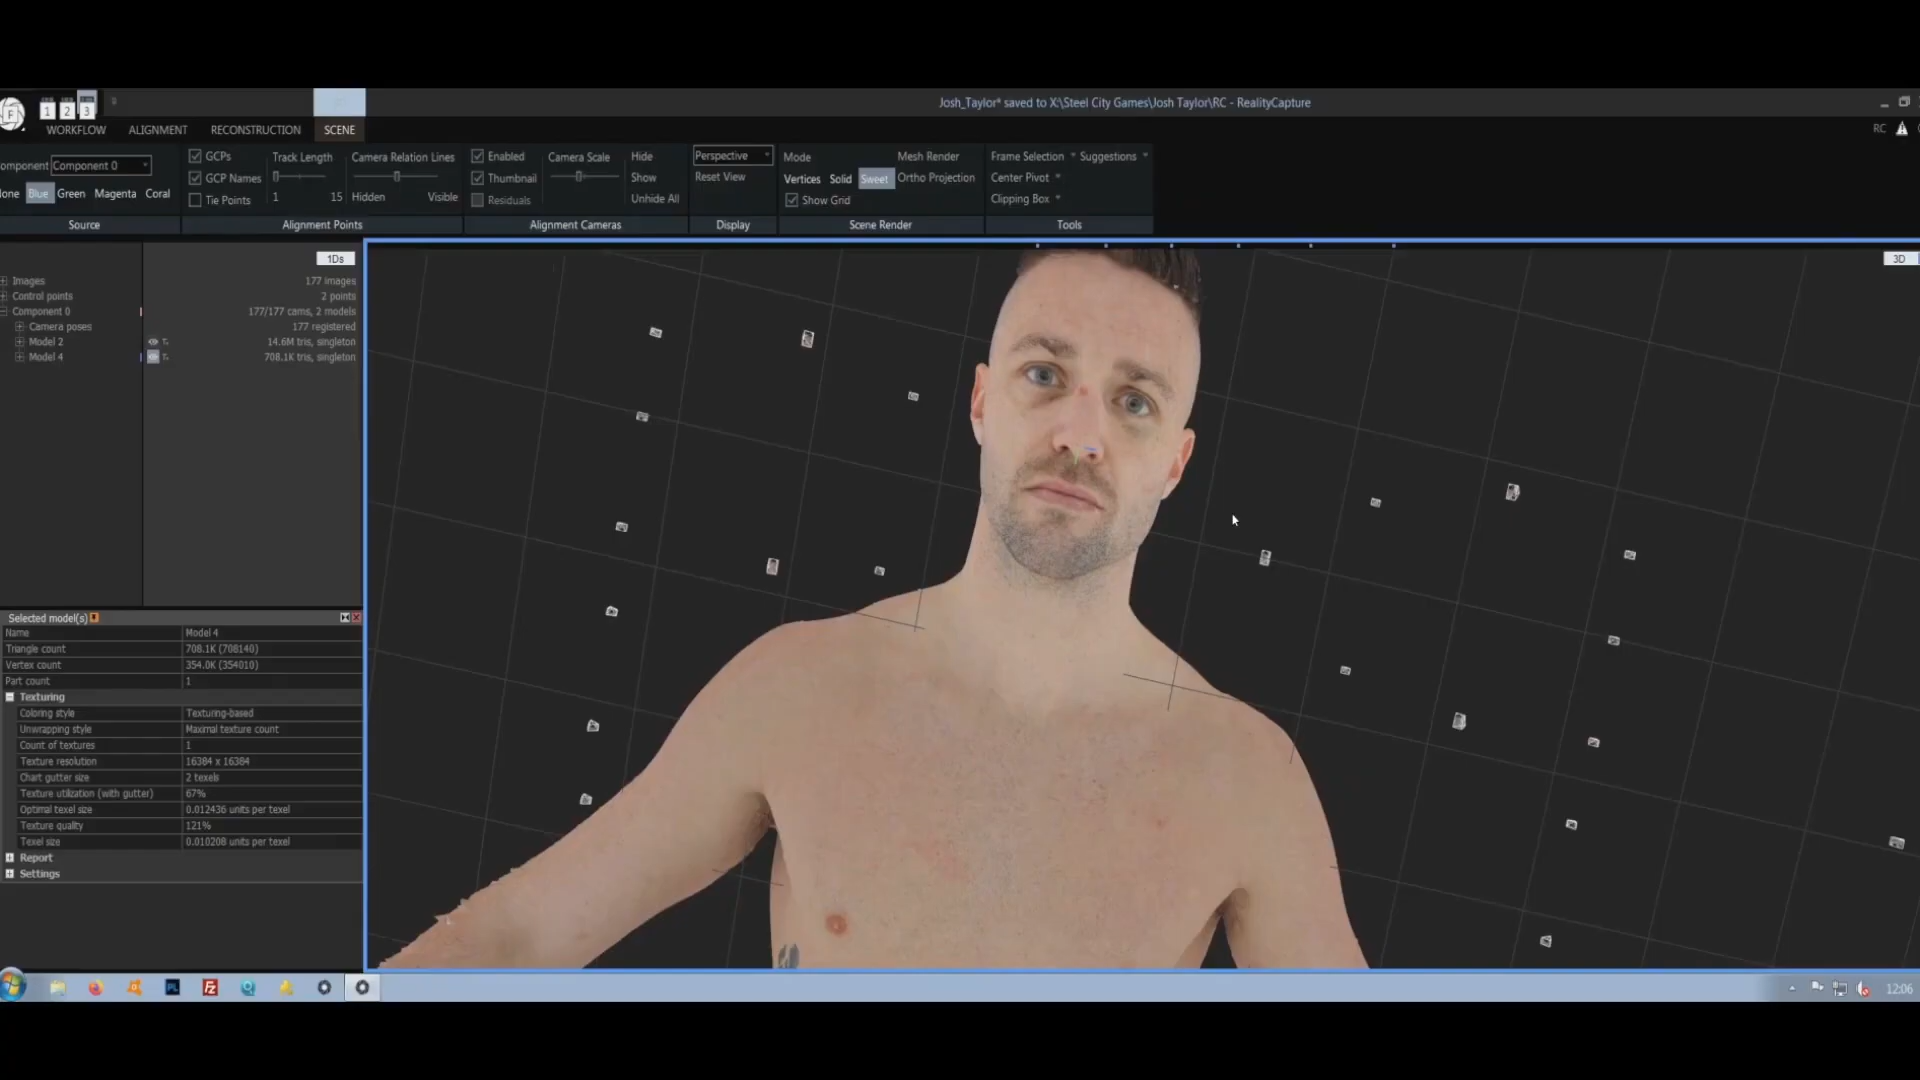 Josh_Taylor* saved to X:\Steel City Games\Josh Taylor\RC - RealityCapture
1 2 3
WORKFLOW ALIGNMENT RECONSTRUCTION SCENE
RC
omponent Component 0
one Blue Green Magenta Coral
Source
GCPs
GCP Names
Tie Points
Track Length
1 15
Camera Relation Lines
Hidden Visible
Alignment Points
Enabled
Thumbnail
Residuals
Camera Scale
Hide
Show
Unhide All
Alignment Cameras
Perspective
Reset View
Display
Mode
Vertices Solid Sweet
Show Grid
Mesh Render
Ortho Projection
Scene Render
Frame Selection Suggestions
Center Pivot
Clipping Box
Tools
1Ds
3D
Images 177 images
Control points 2 points
Component 0 177/177 cams, 2 models
Camera poses 177 registered
Model 2 14.6M tris, singleton
Model 4 708.1K tris, singleton
Selected model(s)
Name Model 4
Triangle count 708.1K (708140)
Vertex count 354.0K (354010)
Part count 1
Texturing
Coloring style Texturing-based
Unwrapping style Maximal texture count
Count of textures 1
Texture resolution 16384 x 16384
Chart gutter size 2 texels
Texture utilization (with gutter) 67%
Optimal texel size 0.012436 units per texel
Texture quality 121%
Texel size 0.010208 units per texel
Report
Settings
PL
FZ
12:06